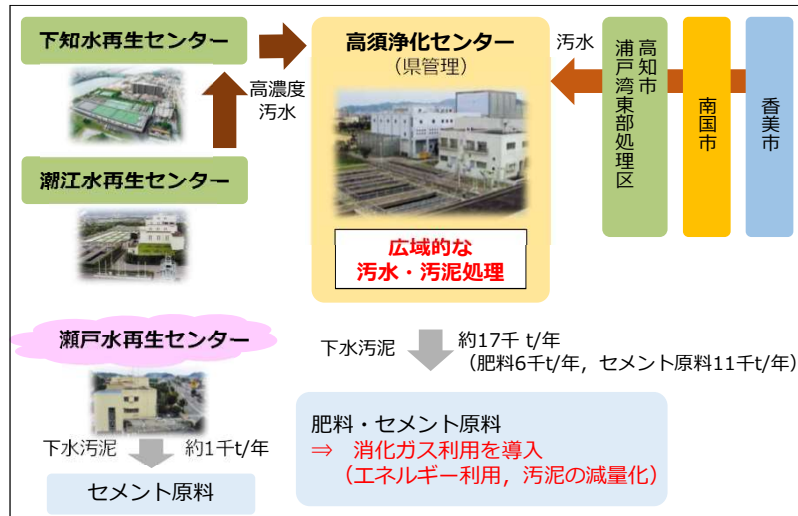 下知水再生センター
高濃度
汚水
潮江水再生センター
高須浄化センター
（県管理）
広域的な
汚水・汚泥処理
汚水
高知市
浦戸湾東部処理区
南国市
香美市
瀬戸水再生センター
下水汚泥
約1千t/年
セメント原料
下水汚泥
約17千 t/年
（肥料6千t/年，セメント原料11千t/年）
肥料・セメント原料
⇒ 消化ガス利用を導入
（エネルギー利用，汚泥の減量化）